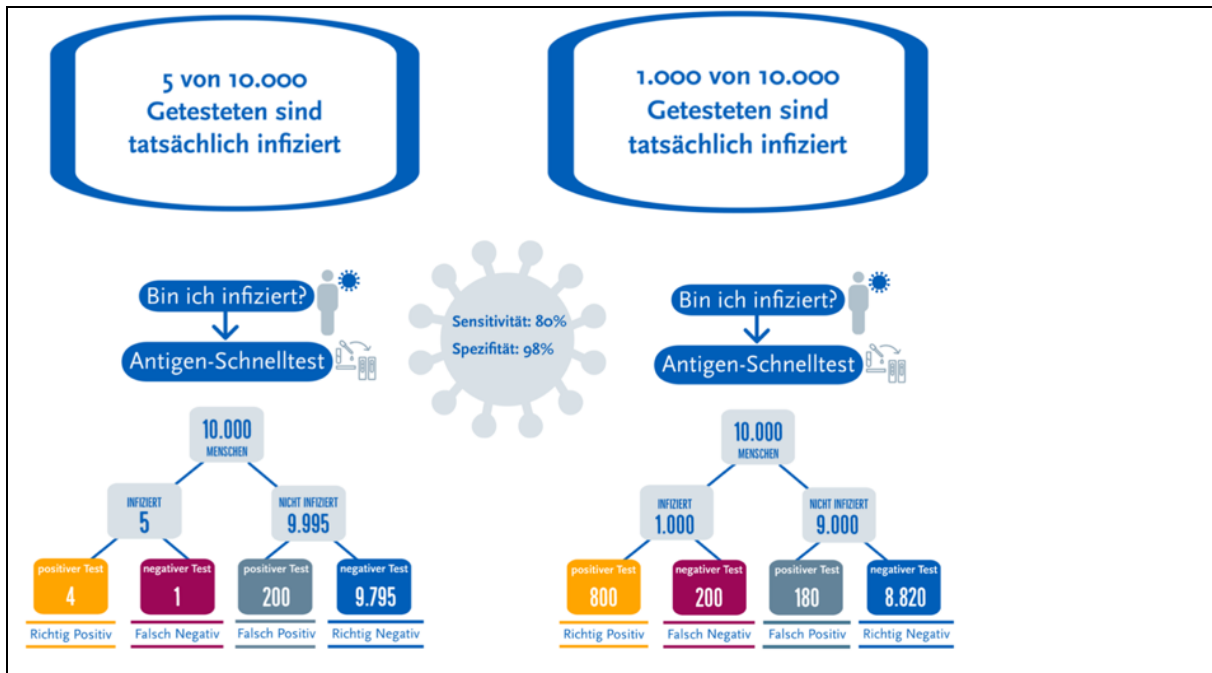 5 von 10.000
Getesteten sind
tatsächlich infiziert
1.000 von 10.000
Getesteten sind
tatsächlich infiziert
Bin ich infiziert?
Antigen-Schnelltest
Sensitivität: 80%
Spezifität: 98%
Bin ich infiziert?
Antigen-Schnelltest
10.000
MENSCHEN
INFIZIERT
5
NICHT INFIZIERT
9.995
positiver Test
4
Richtig Positiv
negativer Test
1
Falsch Negativ
positiver Test
200
Falsch Positiv
negativer Test
9.795
Richtig Negativ
10.000
MENSCHEN
INFIZIERT
1.000
NICHT INFIZIERT
9.000
positiver Test
800
Richtig Positiv
negativer Test
200
Falsch Negativ
positiver Test
180
Falsch Positiv
negativer Test
8.820
Richtig Negativ